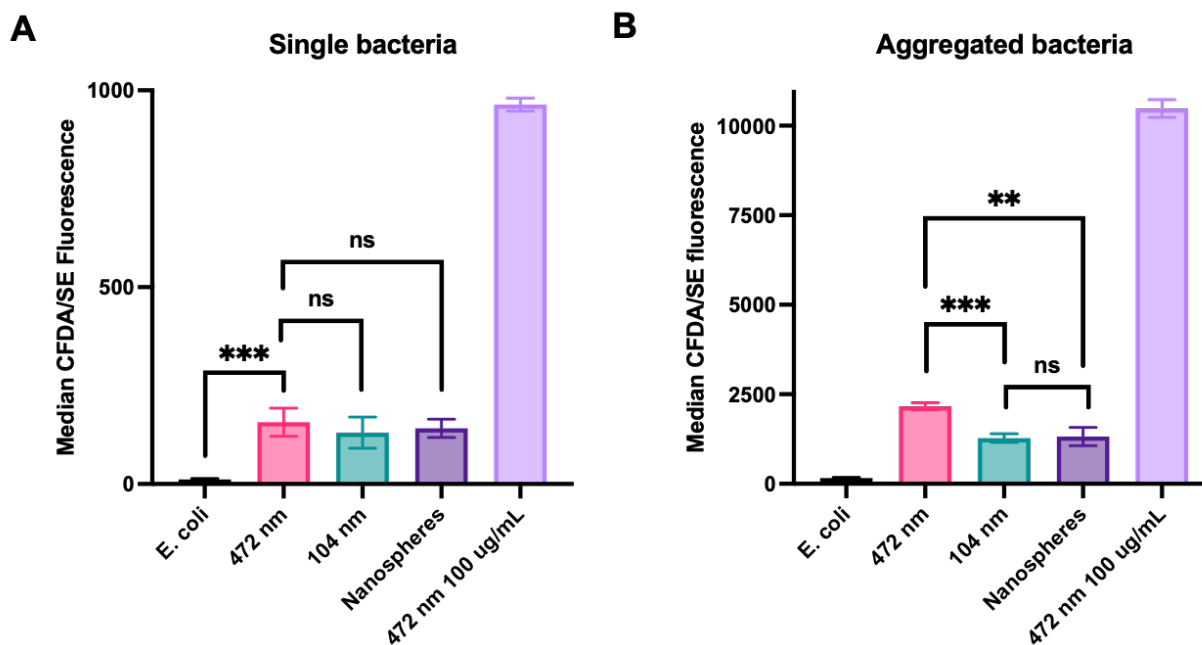 A
Single bacteria
Median CFDA/SE Fluorescence
1000
500
0
***
ns
ns
E. coli
472 nm
104 nm
Nanospheres
472 nm 100 ug/mL
B
Aggregated bacteria
Median CFDA/SE fluorescence
10000
7500
5000
2500
0
**
***
ns
E. coli
472 nm
104 nm
Nanospheres
472 nm 100 ug/mL